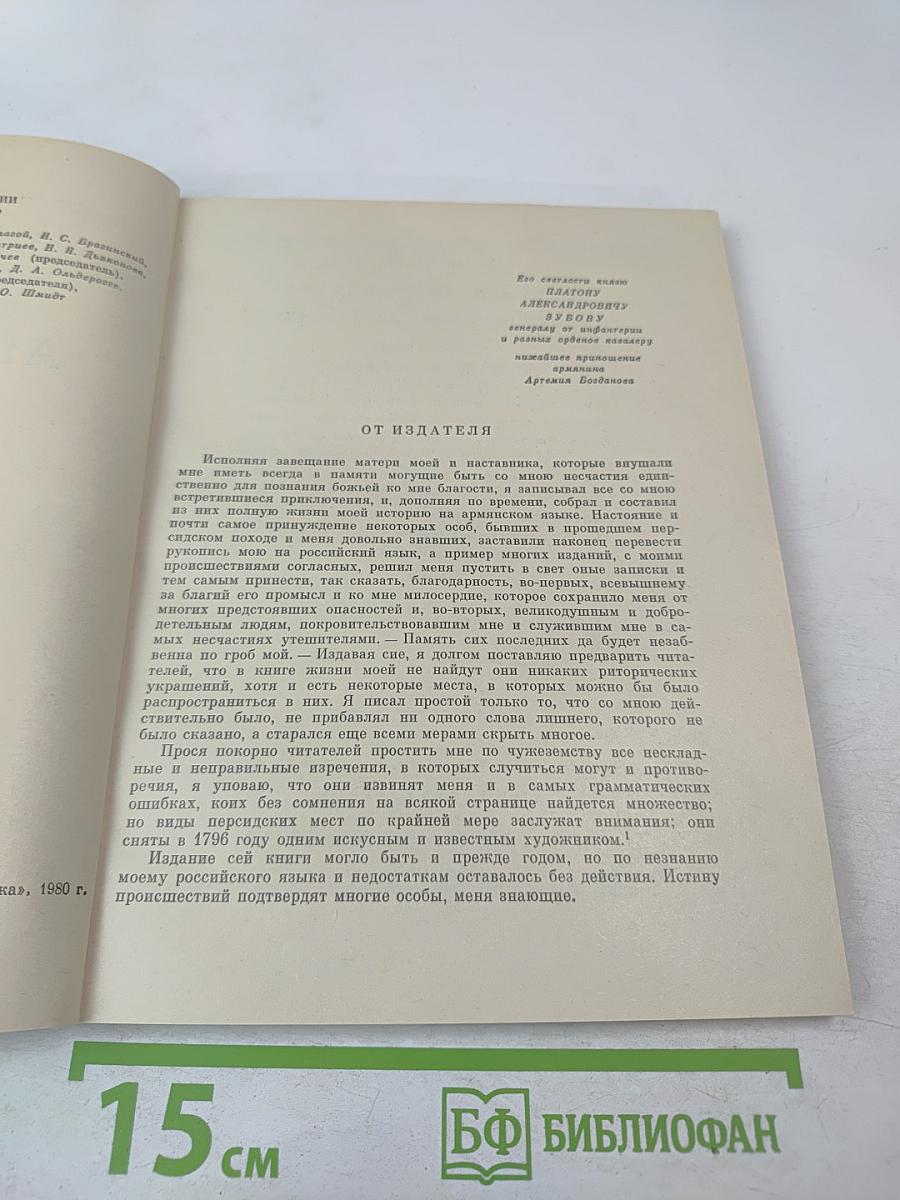 ии
лагой, И. С. Брагинский,
триев, Н. Я. Дьяконова,
чев (председатель),
, Д. А. Ольдерогге,
редседателя),
О. Шмидт
ка», 1980 г.
Его светлости князю
ПЛАТОНУ
АЛЕКСАНДРОВИЧУ
ЗУБОВУ
генералу от инфантерии
и разных орденов кавалеру
нижайшее приношение
армянина
Артемия Богданова
ОТ ИЗДАТЕЛЯ
Исполняя завещание матери моей и наставника, которые внушали
мне иметь всегда в памяти могущие быть со мною несчастия един-
ственно для познания божьей ко мне благости, я записывал все со мною
встретившиеся приключения, и, дополняя по времени, собрал и составил
из них полную жизни моей историю на армянском языке. Настояние и
почти самое принуждение некоторых особ, бывших в прошедшем пер-
сидском походе и меня довольно знавших, заставили наконец перевести
рукопись мою на российский язык, а пример многих изданий, с моими
происшествиями согласных, решил меня пустить в свет оные записки и
тем самым принести, так сказать, благодарность, во-первых, всевышнему
за благий его промысл и ко мне милосердие, которое сохранило меня от
многих предстоявших опасностей и, во-вторых, великодушным и добро-
детельным людям, покровительствовавшим мне и служившим мне в са-
мых несчастиях утешителями. — Память сих последних да будет незаб-
венна по гроб мой. — Издавая сие, я долгом поставляю предварить чита-
телей, что в книге жизни моей не найдут они никаких риторических
украшений, хотя и есть некоторые места, в которых можно бы было
распространиться в них. Я писал простой только то, что со мною дей-
ствительно было, не прибавлял ни одного слова лишнего, которого не
было сказано, а старался еще всеми мерами скрыть многое.
Прося покорно читателей простить мне по чужеземству все несклад-
ные и неправильные изречения, в которых случиться могут и противо-
речия, я уповаю, что они извинят меня и в самых грамматических
ошибках, коих без сомнения на всякой странице найдется множество;
но виды персидских мест по крайней мере заслужат внимания; они
сняты в 1796 году одним искусным и известным художником.¹
Издание сей книги могло быть и прежде годом, но по незнанию
моему российского языка и недостаткам оставалось без действия. Истину
происшествий подтвердят многие особы, меня знающие.
15 см
БФ БИБЛИОФАН